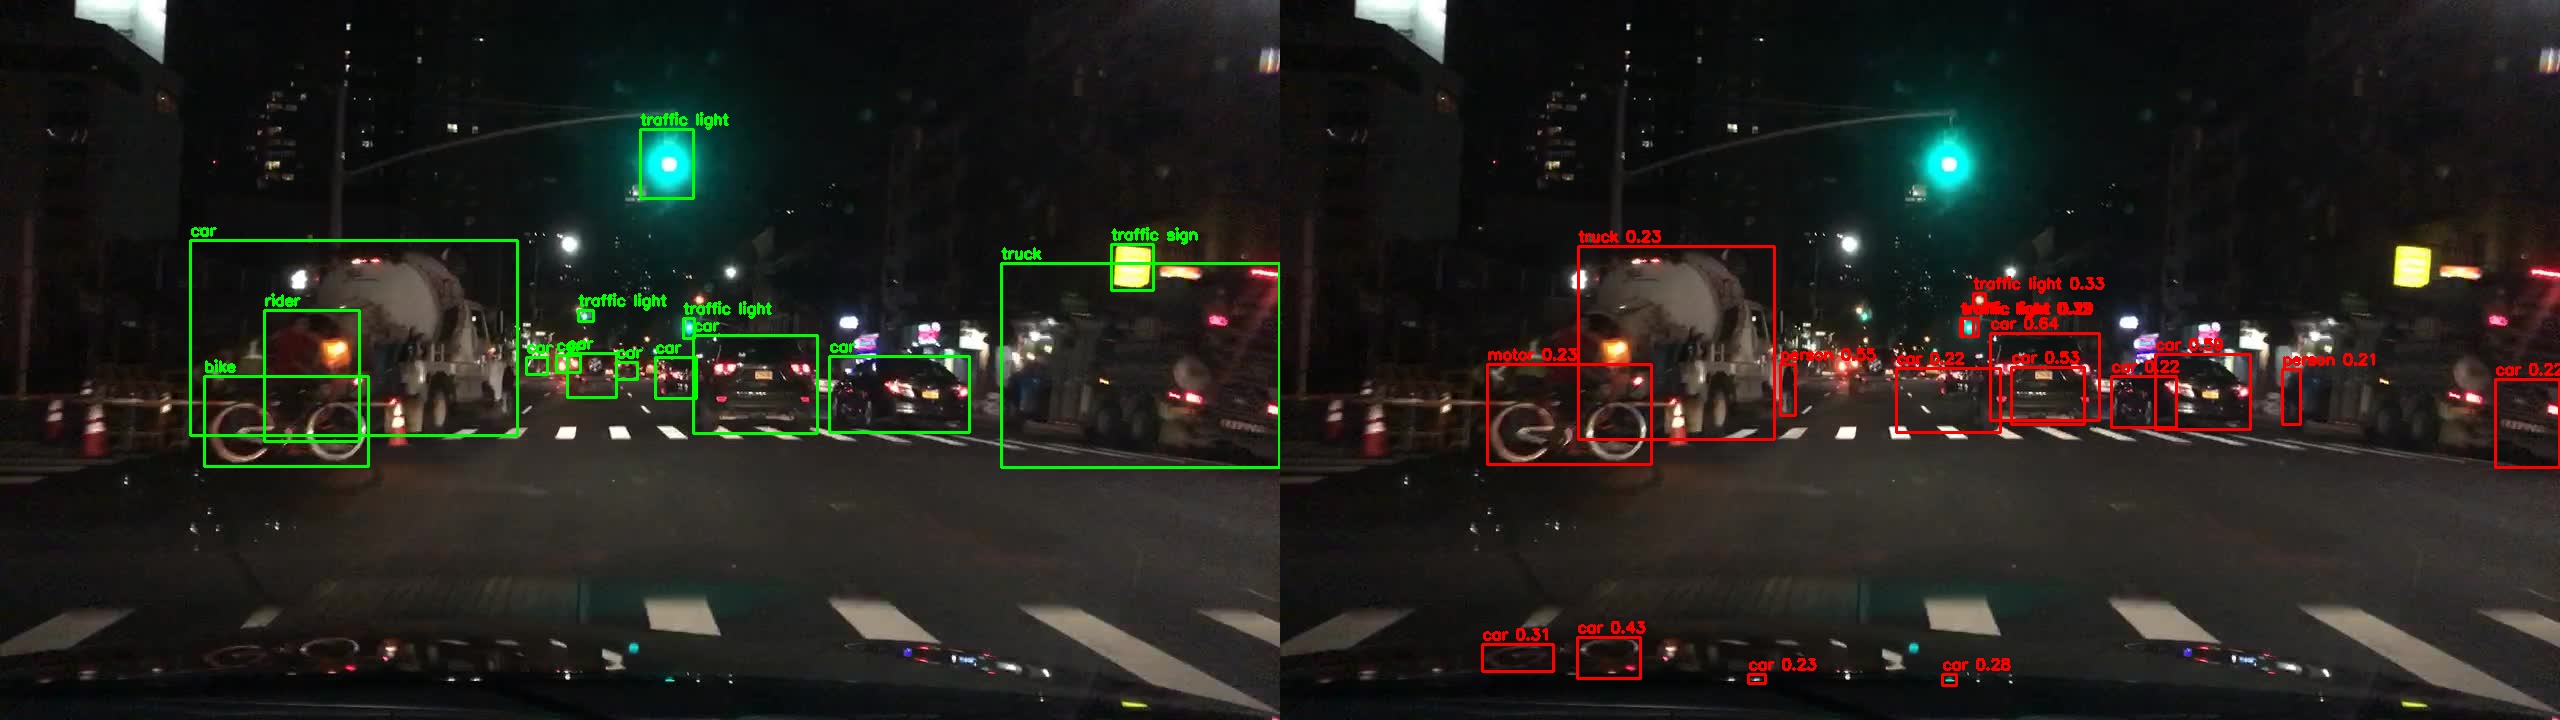 traffic light
traffic sign
car
truck
rider
traffic light
traffic light
car
car
car
car
car
car
bike
truck 0.23
traffic light 0.33
car 0.64
motor 0.23
person 0.55
car 0.22
car 0.53
car 0.22
person 0.21
car 0.22
car 0.31
car 0.43
car 0.23
car 0.28